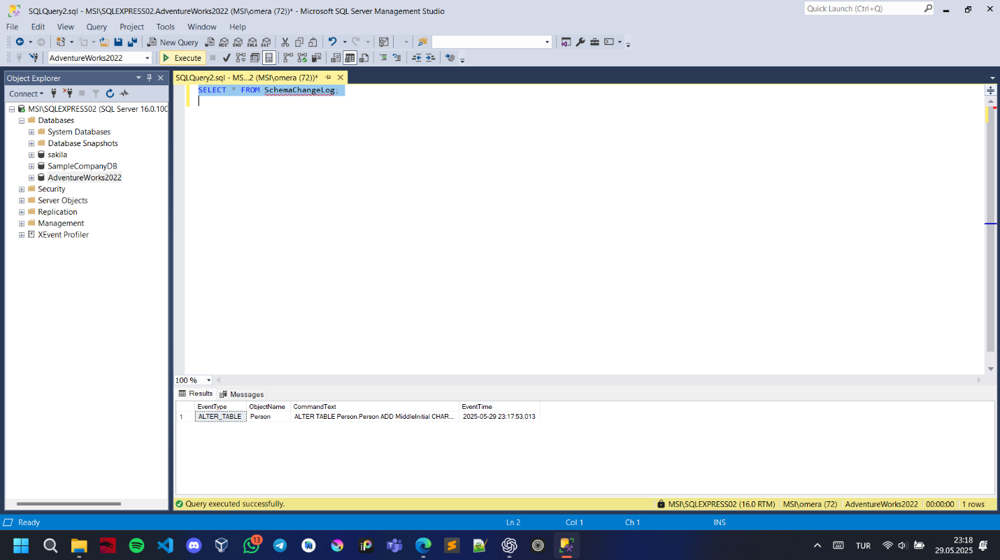 SQLQuery2.sql - MSI\SQLEXPRESS02.AdventureWorks2022 (MSI\omera (72))* - Microsoft SQL Server Management Studio
Quick Launch (Ctrl+Q)
File Edit View Query Project Tools Window Help
New Query
MDX DMX XMLA DAX
AdventureWorks2022
Execute
Object Explorer
SQLQuery2.sql - MS...2 (MSI\omera (72))*
Connect
SELECT * FROM SchemaChangeLog;
MSI\SQLEXPRESS02 (SQL Server 16.0.100
Databases
System Databases
Database Snapshots
sakila
SampleCompanyDB
AdventureWorks2022
Security
Server Objects
Replication
Management
XEvent Profiler
100 %
Results Messages
EventType ObjectName CommandText EventTime
1 ALTER_TABLE Person ALTER TABLE Person.Person ADD MiddleInitial CHAR... 2025-05-29 23:17:53.013
Query executed successfully.
MSI\SQLEXPRESS02 (16.0 RTM) MSI\omera (72) AdventureWorks2022 00:00:00 1 rows
Ready
Ln 2 Col 1 Ch 1 INS
13
TUR
23:18
29.05.2025